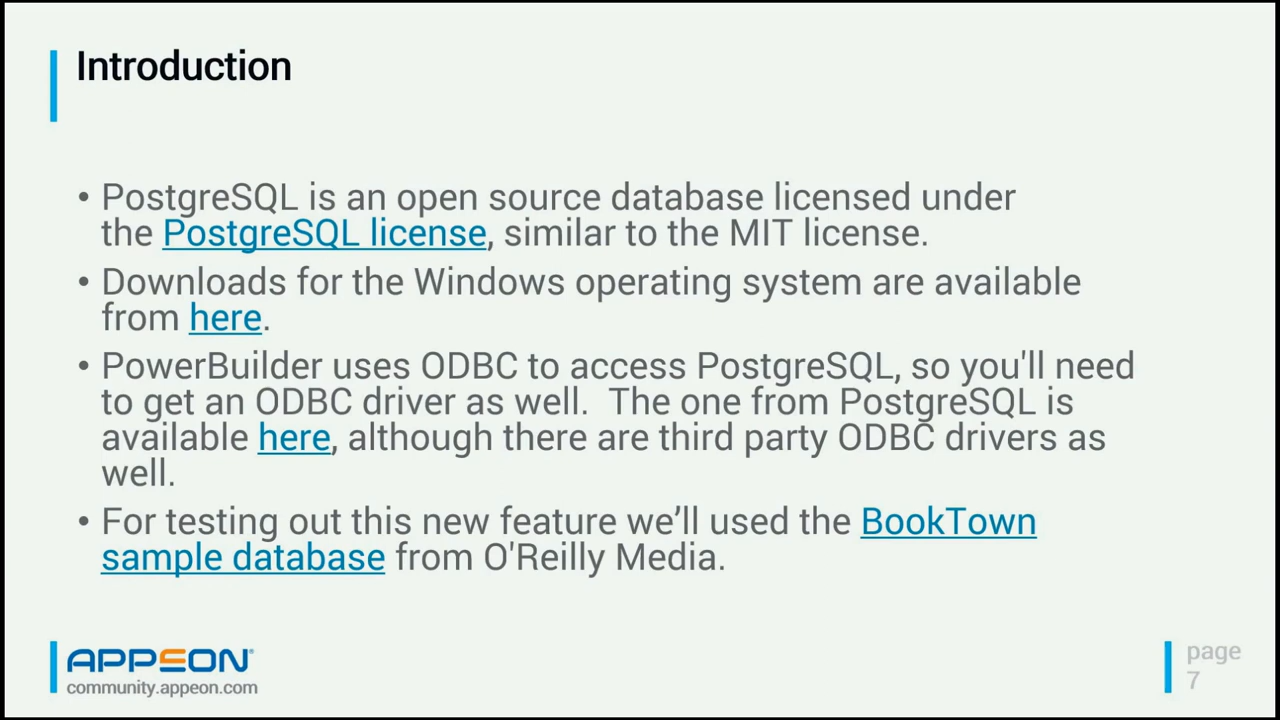 Introduction
• PostgreSQL is an open source database licensed under
the PostgreSQL license, similar to the MIT license.
• Downloads for the Windows operating system are available
from here.
• PowerBuilder uses ODBC to access PostgreSQL, so you'll need
to get an ODBC driver as well.  The one from PostgreSQL is
available here, although there are third party ODBC drivers as
well.
• For testing out this new feature we’ll used the BookTown
sample database from O'Reilly Media.
APPEON®
community.appeon.com
page
7